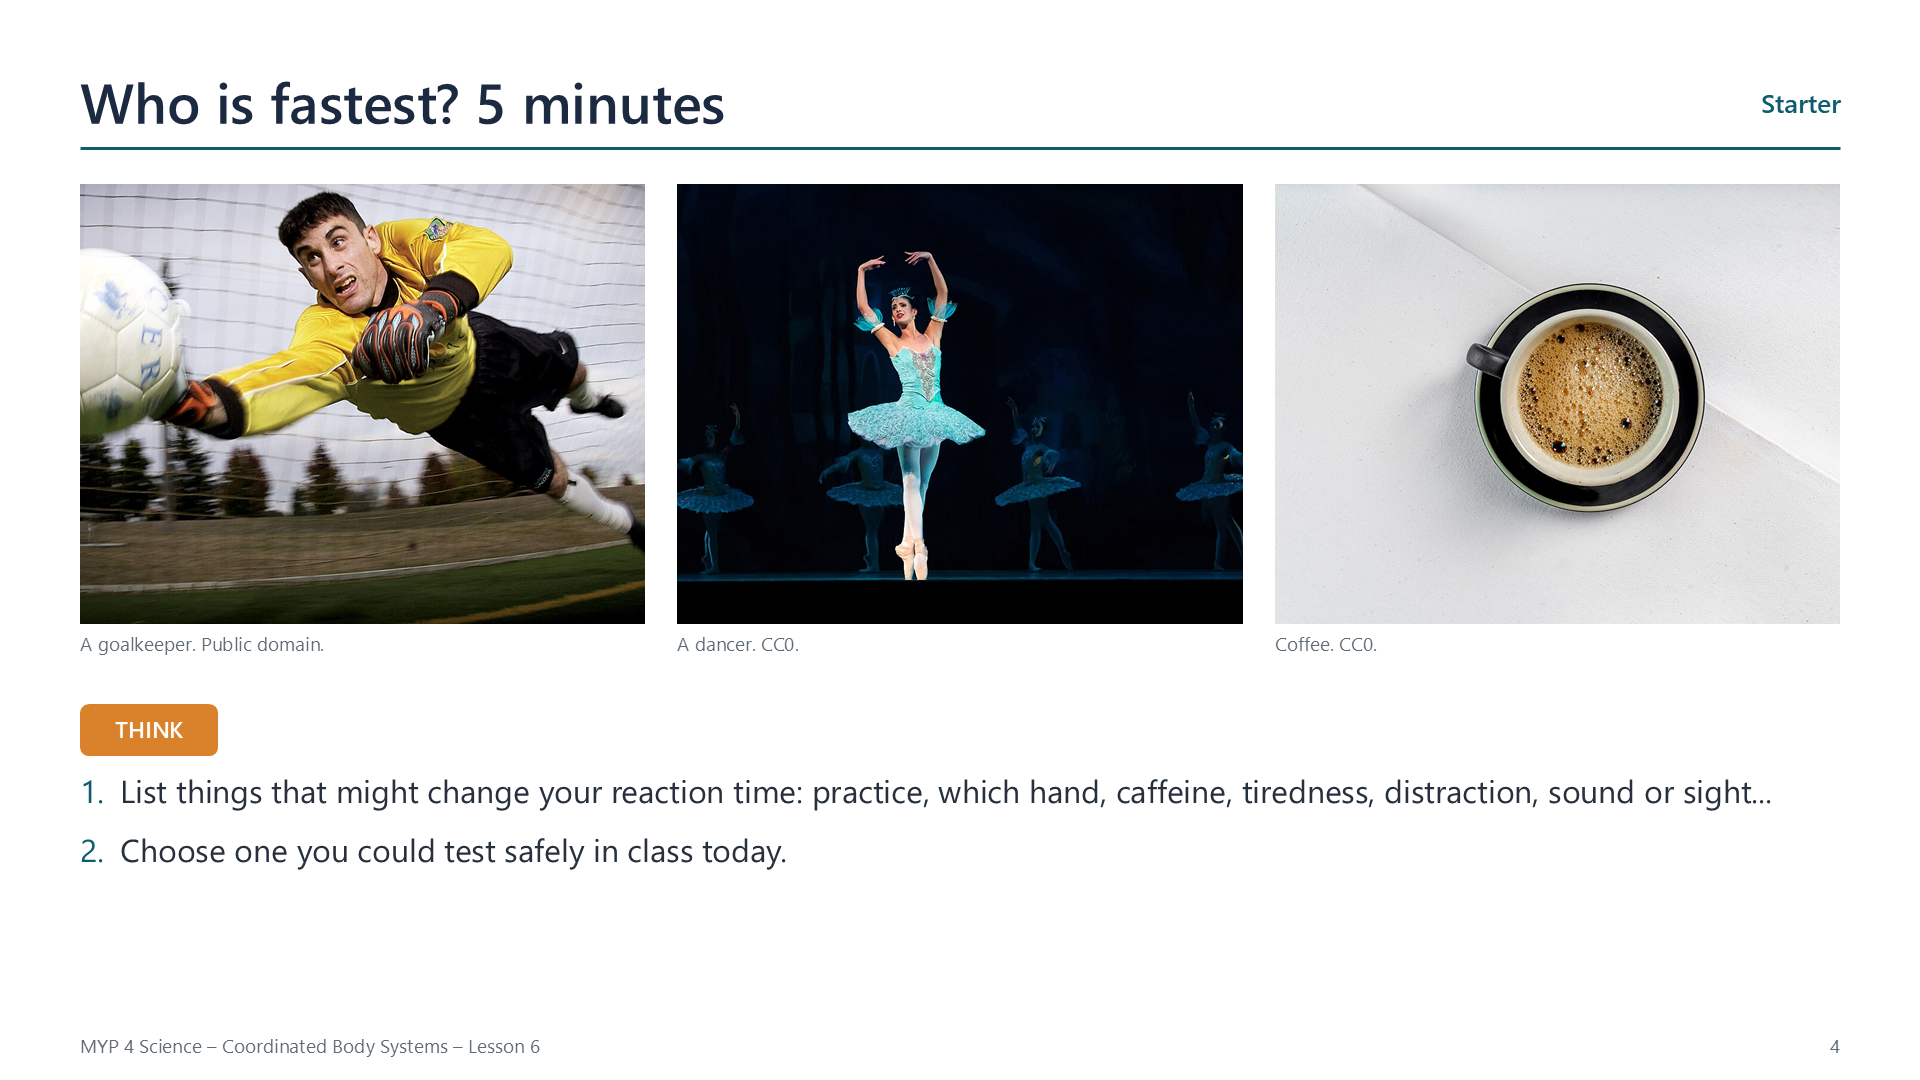 Who is fastest? 5 minutes
Starter
A goalkeeper. Public domain.
A dancer. CC0.
Coffee. CC0.
THINK
1. List things that might change your reaction time: practice, which hand, caffeine, tiredness, distraction, sound or sight...
2. Choose one you could test safely in class today.
MYP 4 Science – Coordinated Body Systems – Lesson 6
4